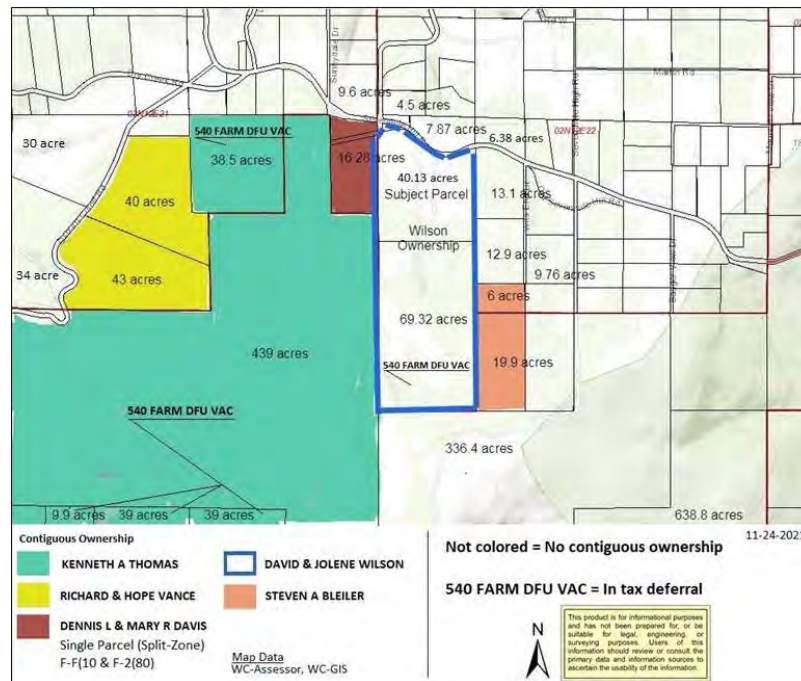 Sunnydale Dr
Martin Rd
9.6 acres
4.5 acres
02N12E21
7.87 acres
6.38 acres
02N12E22
540 FARM DFU VAC
30 acre
38.5 acres
16.28 acres
40.13 acres
Subject Parcel
13.1 acres
40 acres
Wilson
Ownership
12.9 acres
34 acre
43 acres
9.76 acres
6 acres
69.32 acres
439 acres
19.9 acres
540 FARM DFU VAC
540 FARM DFU VAC
336.4 acres
9.9 acres
39 acres
39 acres
638.8 acres
Contiguous Ownership
11-24-2021
KENNETH A THOMAS
DAVID & JOLENE WILSON
Not colored = No contiguous ownership
RICHARD & HOPE VANCE
STEVEN A BLEILER
540 FARM DFU VAC = In tax deferral
DENNIS L & MARY R DAVIS
Single Parcel (Split-Zone)
F-F(10 & F-2(80)
Map Data
WC-Assessor, WC-GIS
N
This product is for informational purposes
and has not been prepared for, or be
suitable for legal, engineering, or
surveying purposes. Users of this
information should review or consult the
primary data and information sources to
ascertain the usability of the information.